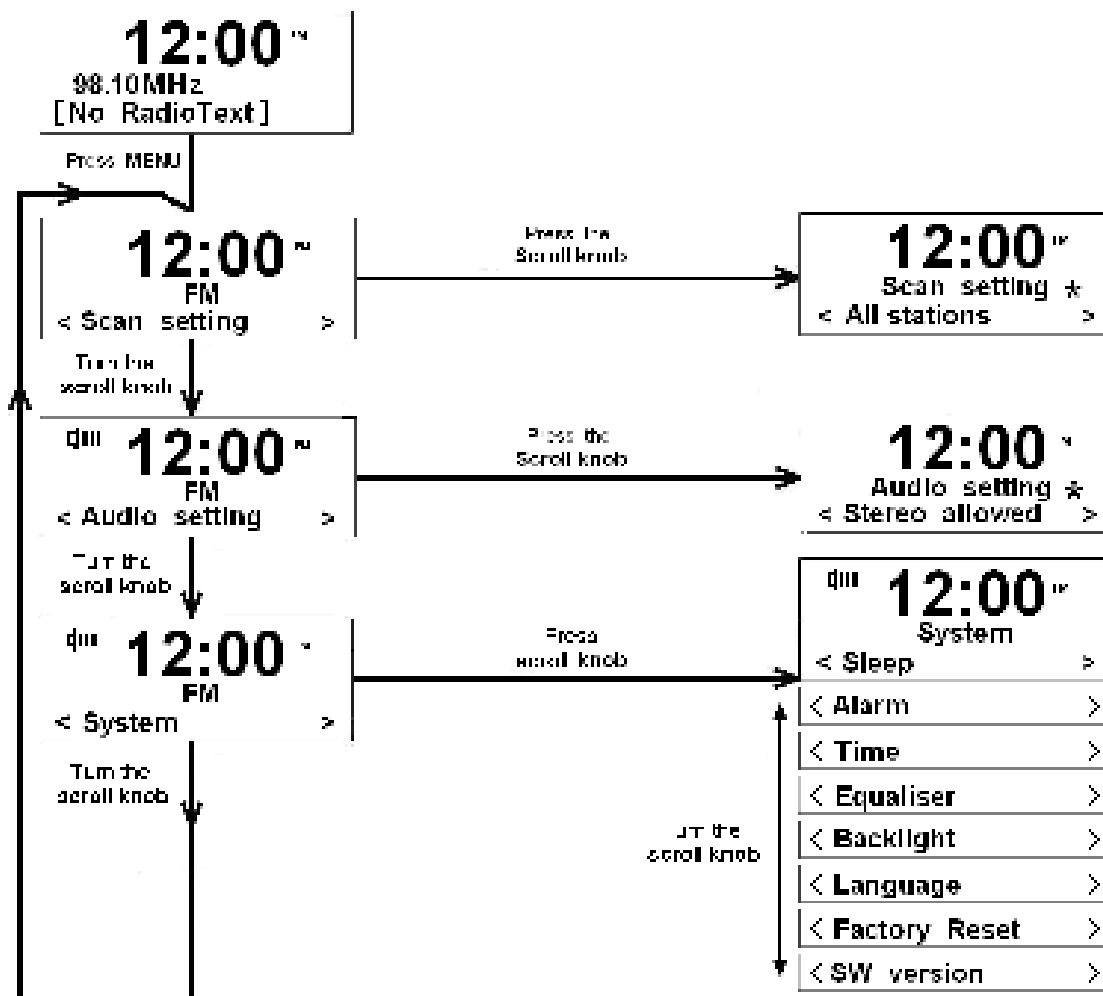 12:00
98.10MHz
[No RadioText]
Press MENU
12:00
FM
< Scan setting >
Press the
Scroll knob
12:00
Scan setting *
< All stations >
Turn the
scroll knob
12:00
FM
< Audio setting >
Press the
Scroll knob
12:00
Audio setting *
< Stereo allowed >
Turn the
scroll knob
12:00
FM
< System >
Press
scroll knob
12:00
System
< Sleep >
< Alarm >
< Time >
< Equaliser >
< Backlight >
< Language >
< Factory Reset >
< SW version >
Turn the
scroll knob
urn the
scroll knob